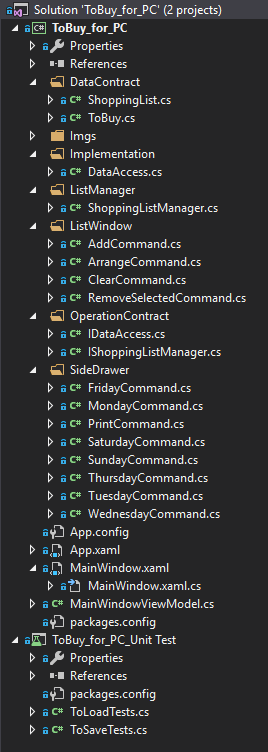 Solution 'ToBuy_for_PC' (2 projects)
ToBuy_for_PC
Properties
References
DataContract
ShoppingList.cs
ToBuy.cs
Imgs
Implementation
DataAccess.cs
ListManager
ShoppingListManager.cs
ListWindow
AddCommand.cs
ArrangeCommand.cs
ClearCommand.cs
RemoveSelectedCommand.cs
OperationContract
IDataAccess.cs
IShoppingListManager.cs
SideDrawer
FridayCommand.cs
MondayCommand.cs
PrintCommand.cs
SaturdayCommand.cs
SundayCommand.cs
ThursdayCommand.cs
TuesdayCommand.cs
WednesdayCommand.cs
App.config
App.xaml
MainWindow.xaml
MainWindow.xaml.cs
MainWindowViewModel.cs
packages.config
ToBuy_for_PC_Unit Test
Properties
References
packages.config
ToLoadTests.cs
ToSaveTests.cs